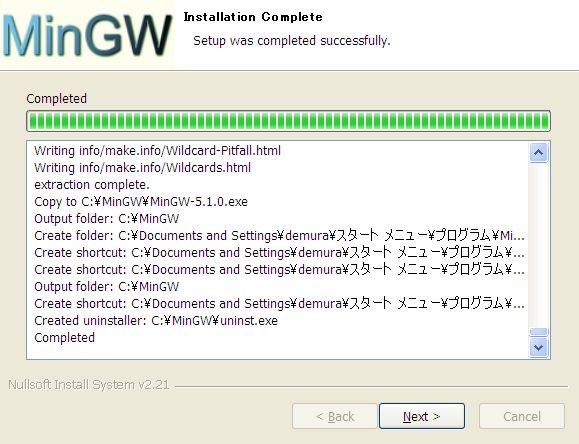 MinGW
Installation Complete
Setup was completed successfully.
Completed
Writing info/make.info/Wildcard-Pitfall.html
Writing info/make.info/Wildcards.html
extraction complete.
Copy to C:¥MinGW¥MinGW-5.1.0.exe
Output folder: C:¥MinGW
Create folder: C:¥Documents and Settings¥demura¥スタート メニュー¥プログラム¥Mi...
Create shortcut: C:¥Documents and Settings¥demura¥スタート メニュー¥プログラム¥...
Create shortcut: C:¥Documents and Settings¥demura¥スタート メニュー¥プログラム¥...
Output folder: C:¥MinGW
Create shortcut: C:¥Documents and Settings¥demura¥スタート メニュー¥プログラム¥...
Created uninstaller: C:¥MinGW¥uninst.exe
Completed
Nullsoft Install System v2.21
< Back
Next >
Cancel